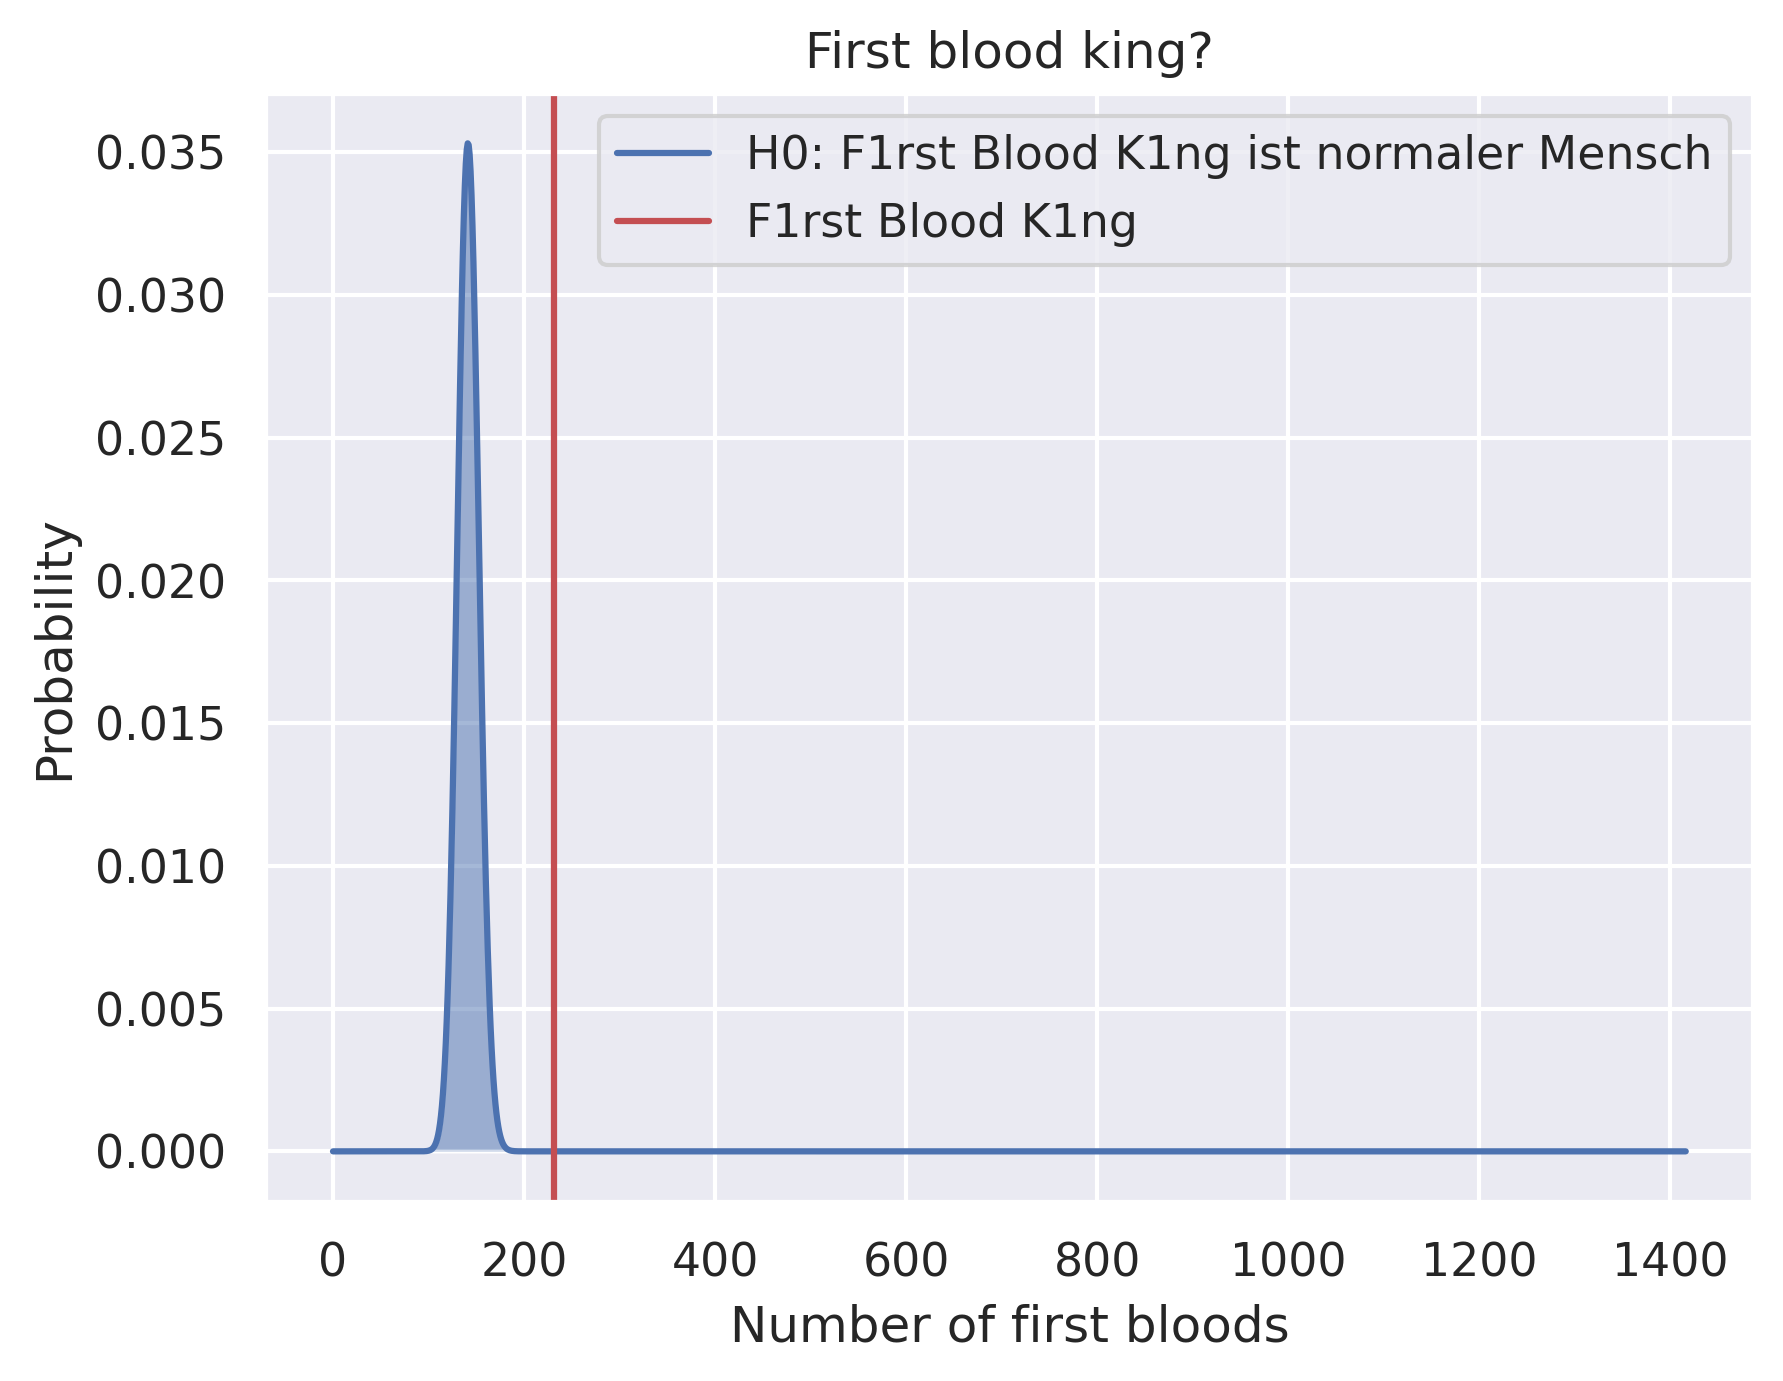 First blood king?
H0: F1rst Blood K1ng ist normaler Mensch
F1rst Blood K1ng
Probability
0.035
0.030
0.025
0.020
0.015
0.010
0.005
0.000
0 200 400 600 800 1000 1200 1400
Number of first bloods